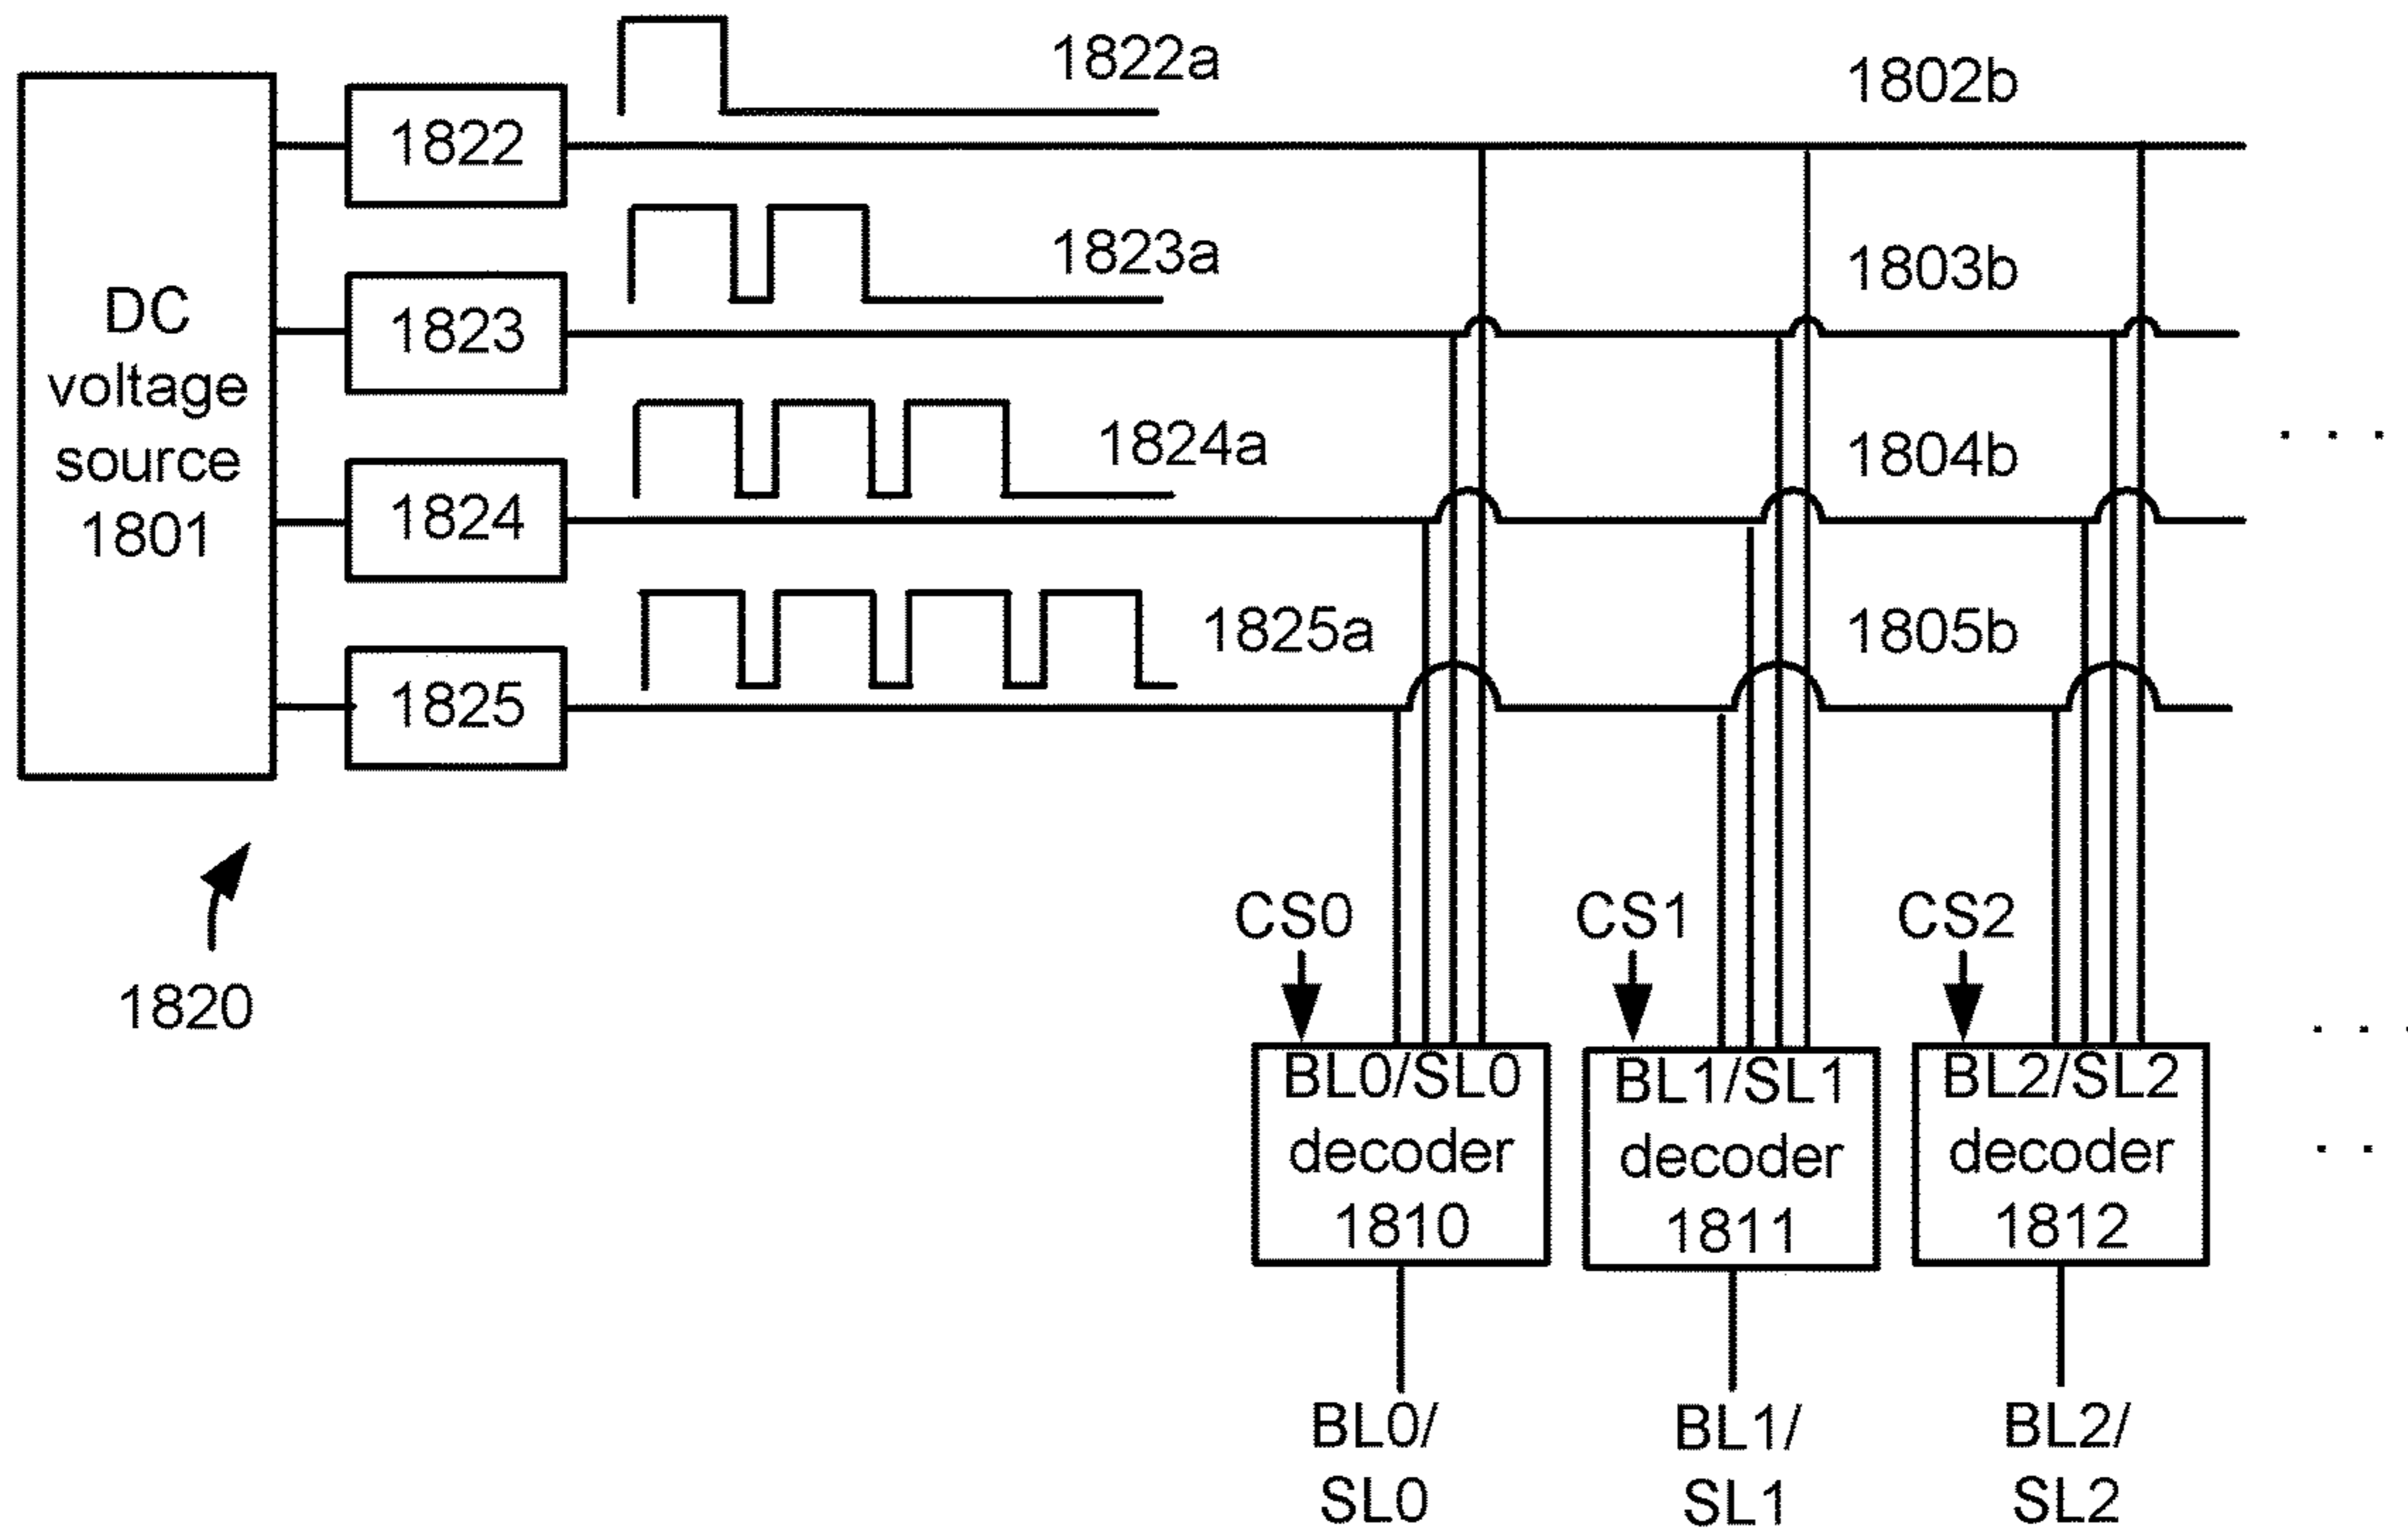 1822a
1802b
1822
1823a
1803b
DC
voltage
source
1801
1823
1824a
1804b
1824
1825a
1805b
1825
1820
CS0
CS1
CS2
BL0/SL0
decoder
1810
BL1/SL1
decoder
1811
BL2/SL2
decoder
1812
. . .
. . .
. .
BL0/
SL0
BL1/
SL1
BL2/
SL2